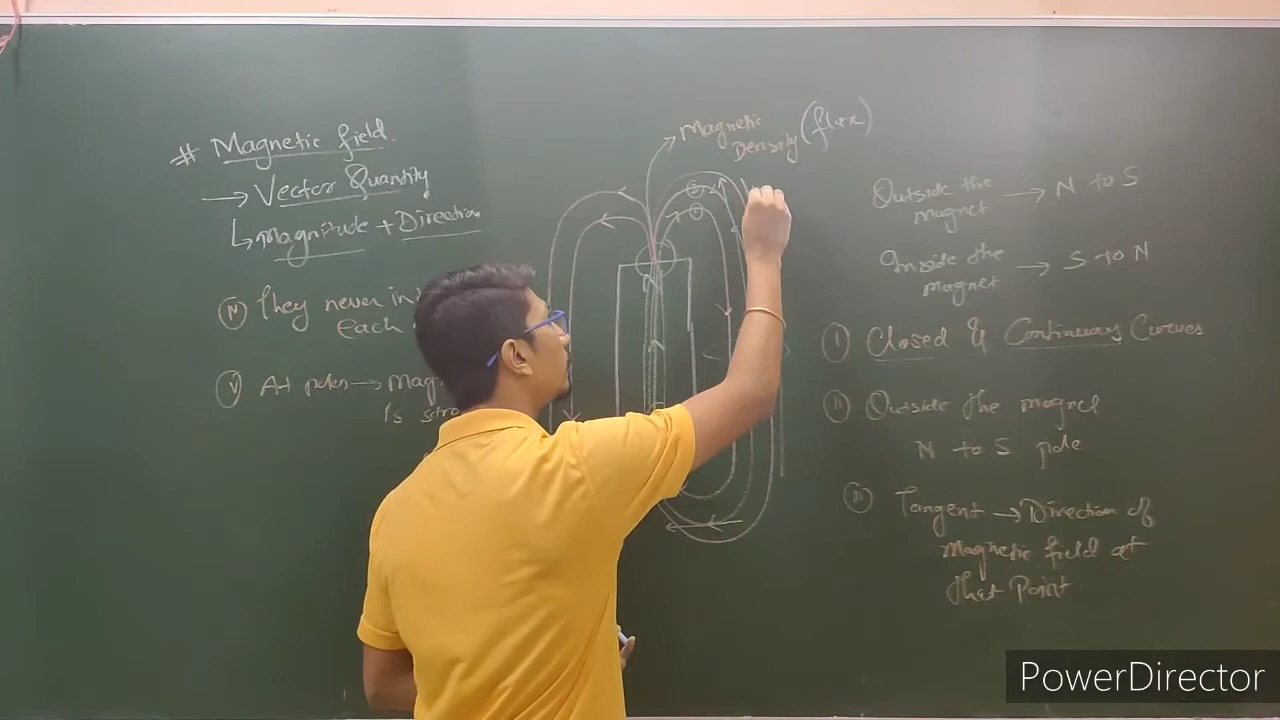 # Magnetic field.
→ Vector Quantity
↳ Magnitude + Direction
(IV) They never
each
(V) At poles → Mag
is
Magnetic
Density (flux)
2
1
Outside the magnet → N to S
Inside the magnet → S to N
(I) Closed & Continuous Curves
(II) Outside the magnet
N to S pole
(III) Tangent → Direction of
magnetic field at
that Point
PowerDirector